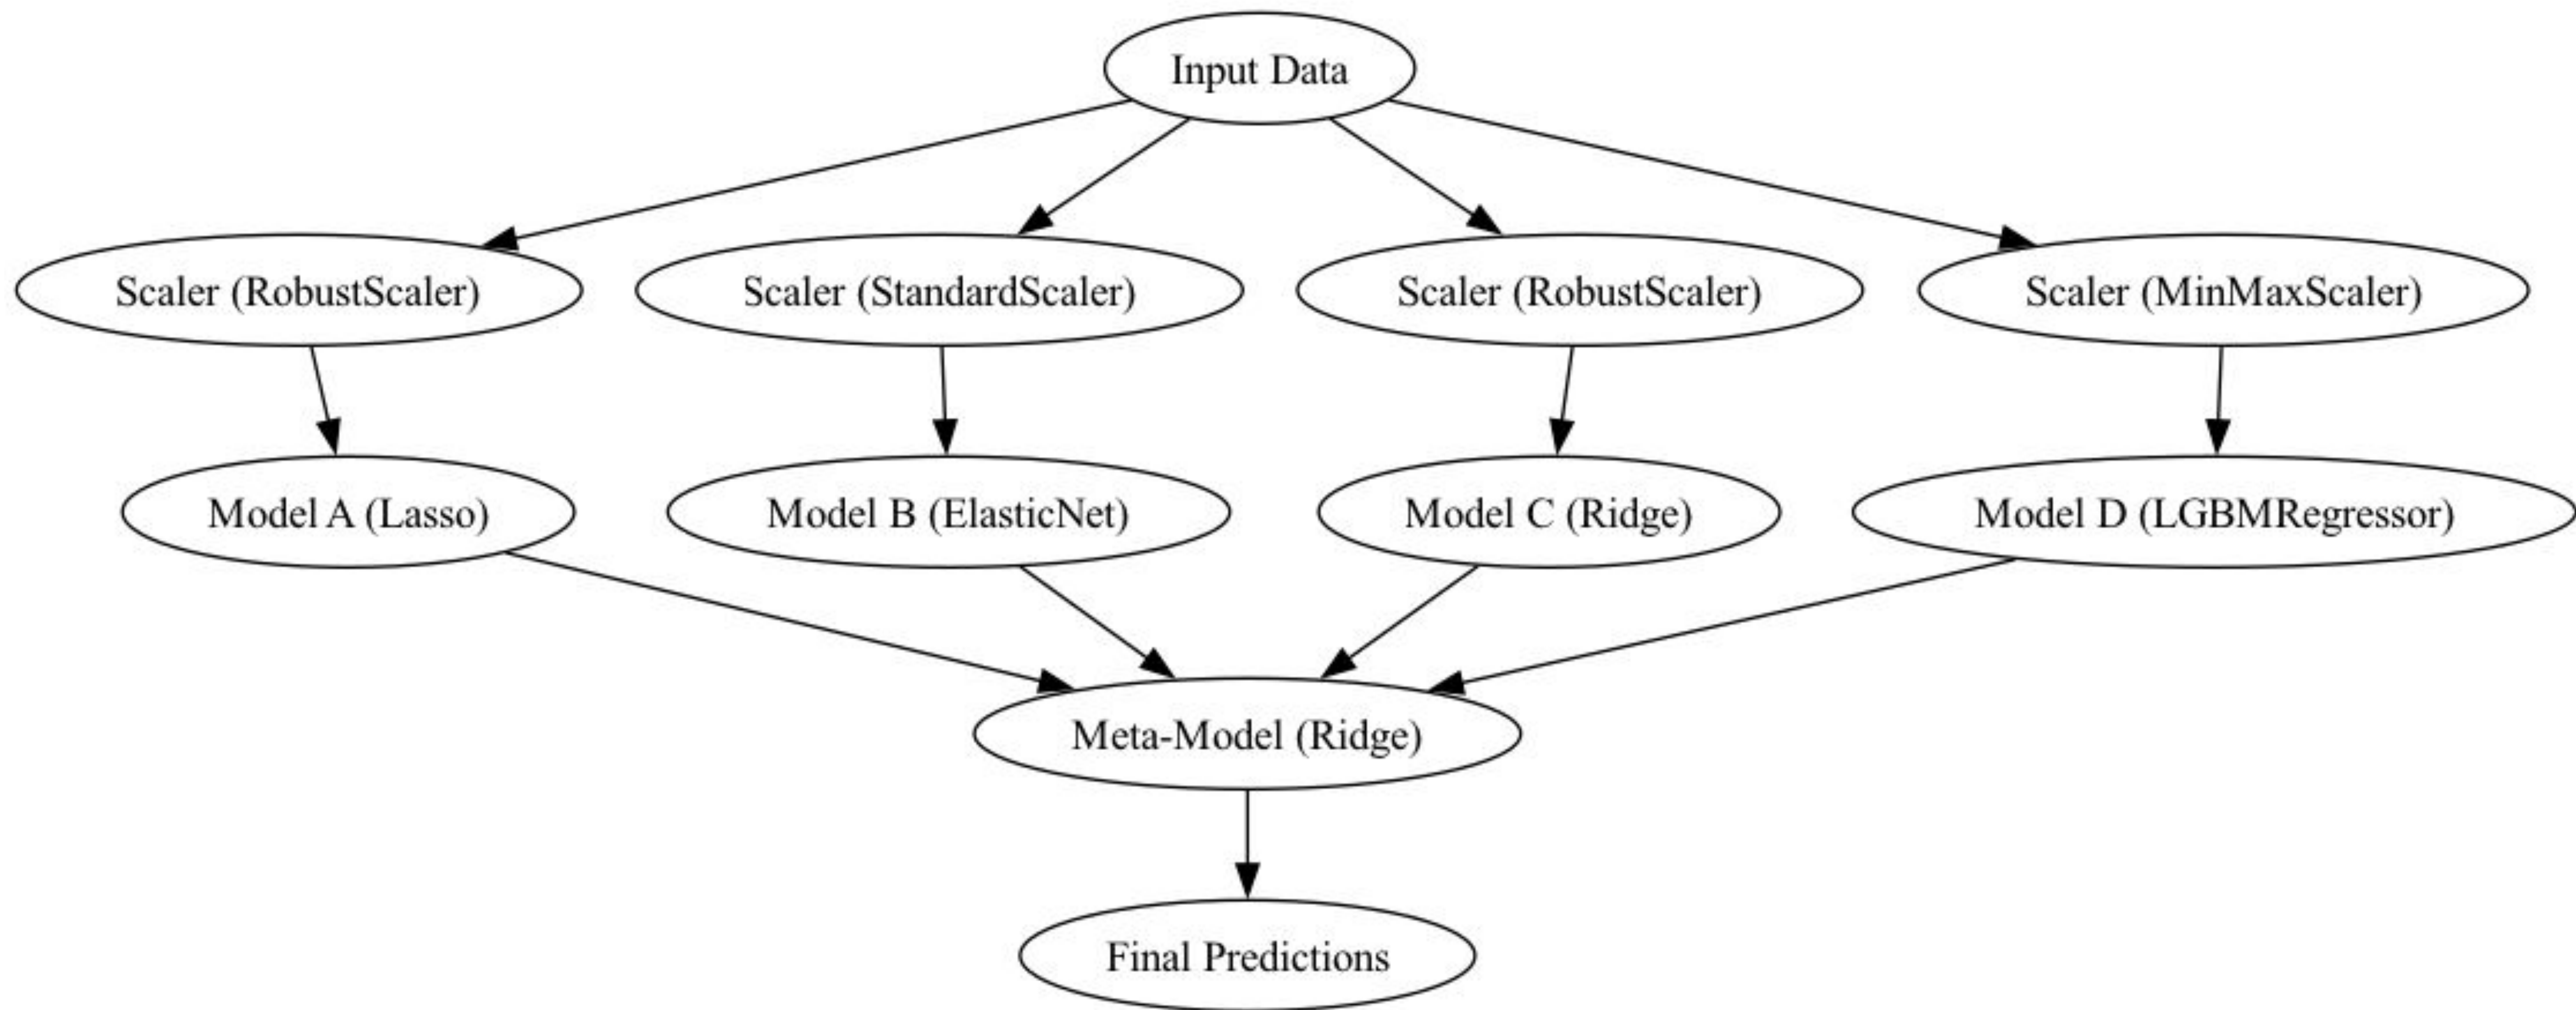 Input Data
Scaler (RobustScaler)
Scaler (StandardScaler)
Scaler (RobustScaler)
Scaler (MinMaxScaler)
Model A (Lasso)
Model B (ElasticNet)
Model C (Ridge)
Model D (LGBMRegressor)
Meta-Model (Ridge)
Final Predictions